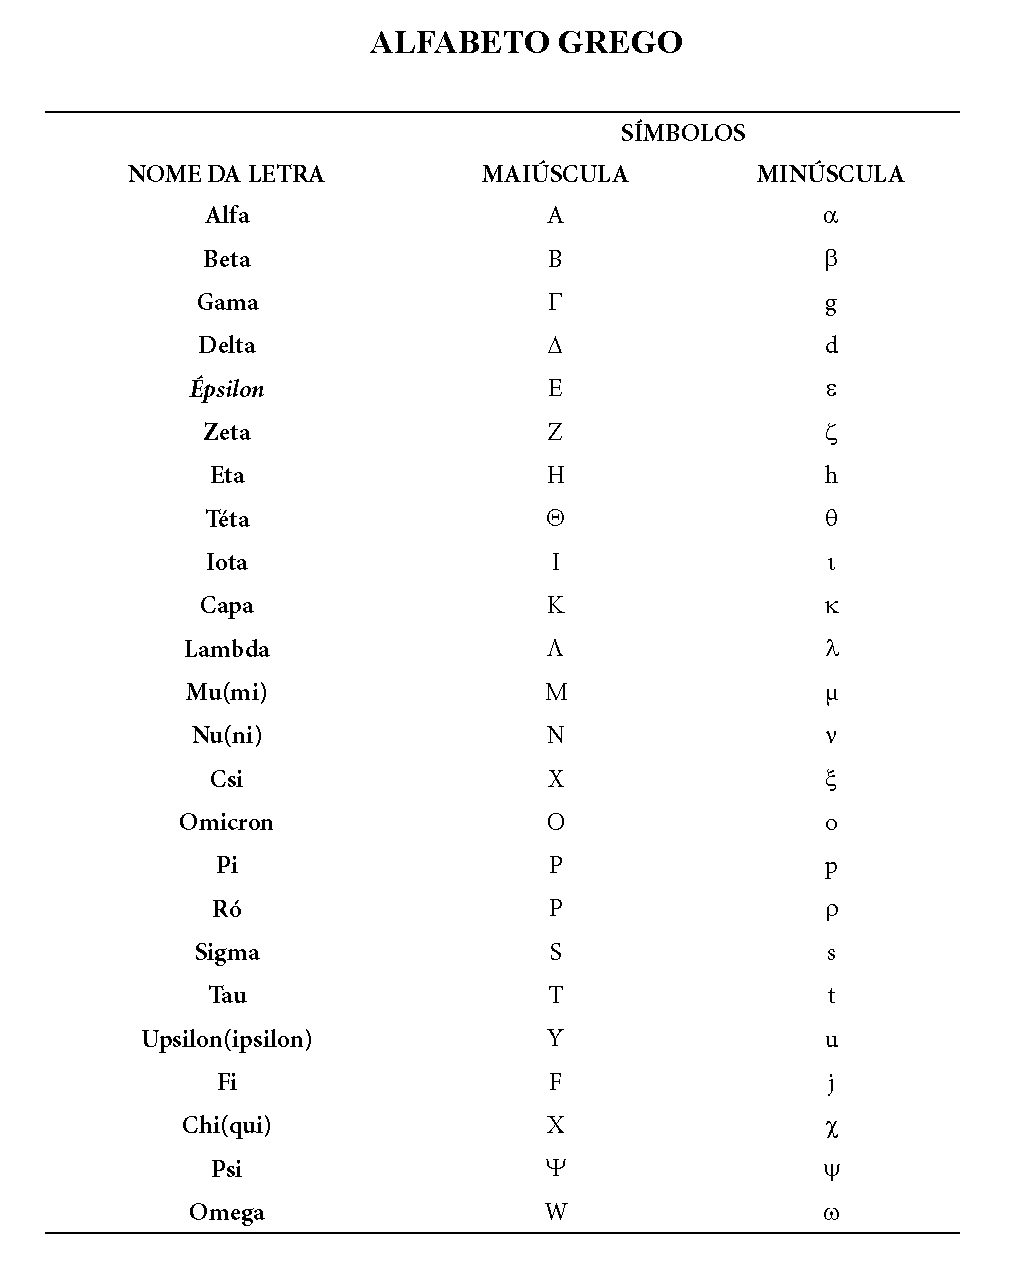 ALFABETO GREGO
SÍMBOLOS
NOME DA LETRA MAIÚSCULA MINÚSCULA
Alfa Α α
Beta Β β
Gama Γ g
Delta Δ d
Épsilon Ε ε
Zeta Ζ ζ
Eta Η h
Téta Θ θ
Iota Ι ι
Capa Κ κ
Lambda Λ λ
Mu(mi) Μ μ
Nu(ni) Ν ν
Csi X ξ
Omicron Ο ο
Pi P p
Ró Ρ ρ
Sigma S s
Tau Τ t
Upsilon(ipsilon) Υ u
Fi F j
Chi(qui) Χ χ
Psi Ψ ψ
Omega W ω